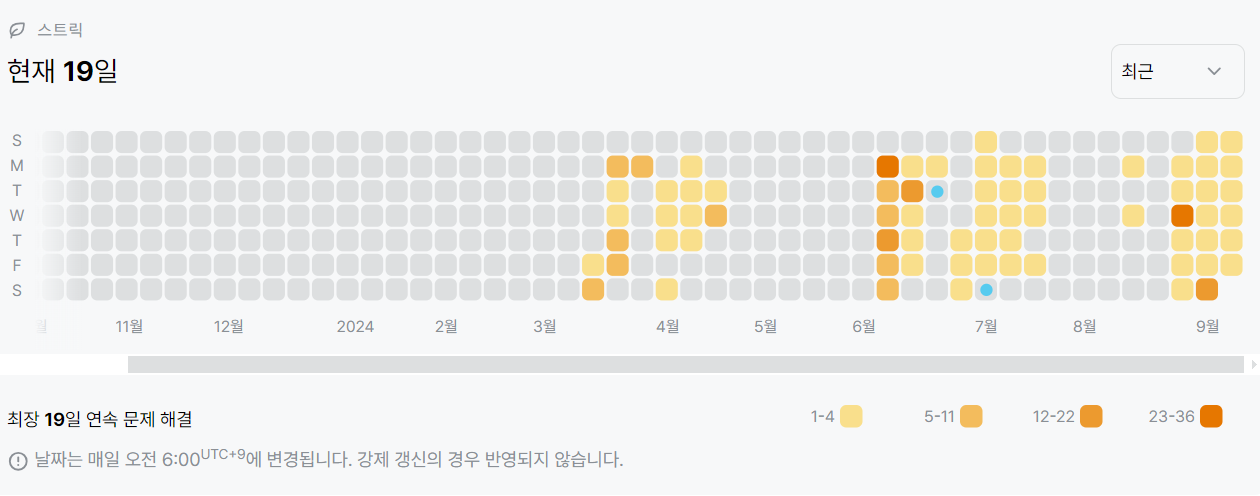 스트릭
현재 19일
최근
S
M
T
W
T
F
S
11월 12월 2024 2월 3월 4월 5월 6월 7월 8월 9월
최장 19일 연속 문제 해결
1-4 5-11 12-22 23-36
날짜는 매일 오전 6:00UTC+9에 변경됩니다. 강제 갱신의 경우 반영되지 않습니다.